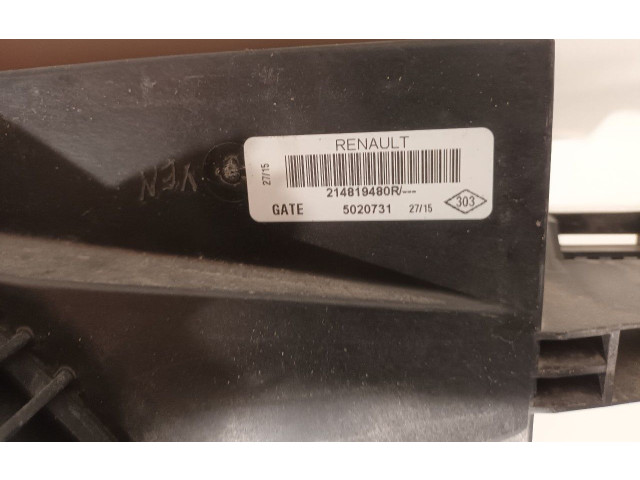 RENAULT
27/15
214819480R/---
GATE 5020731 27/15 303
YEN